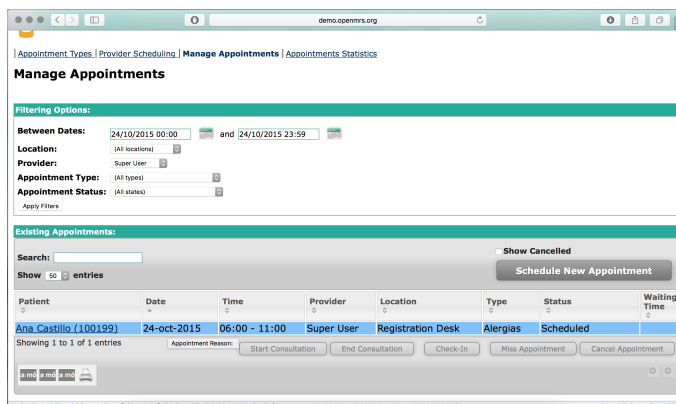 demo.openmrs.org
Appointment Types | Provider Scheduling | Manage Appointments | Appointments Statistics
Manage Appointments
Filtering Options:
Between Dates: 24/10/2015 00:00 and 24/10/2015 23:59
Location: (All locations)
Provider: Super User
Appointment Type: (All types)
Appointment Status: (All states)
Apply Filters
Existing Appointments:
Show Cancelled
Search:
Schedule New Appointment
Show 50 entries
Patient Date Time Provider Location Type Status Waiting Time
Ana Castillo (100199) 24-oct-2015 06:00 - 11:00 Super User Registration Desk Alergias Scheduled
Showing 1 to 1 of 1 entries Appointment Reason: Start Consultation End Consultation Check-In Miss Appointment Cancel Appointment
a mó a mó a mó